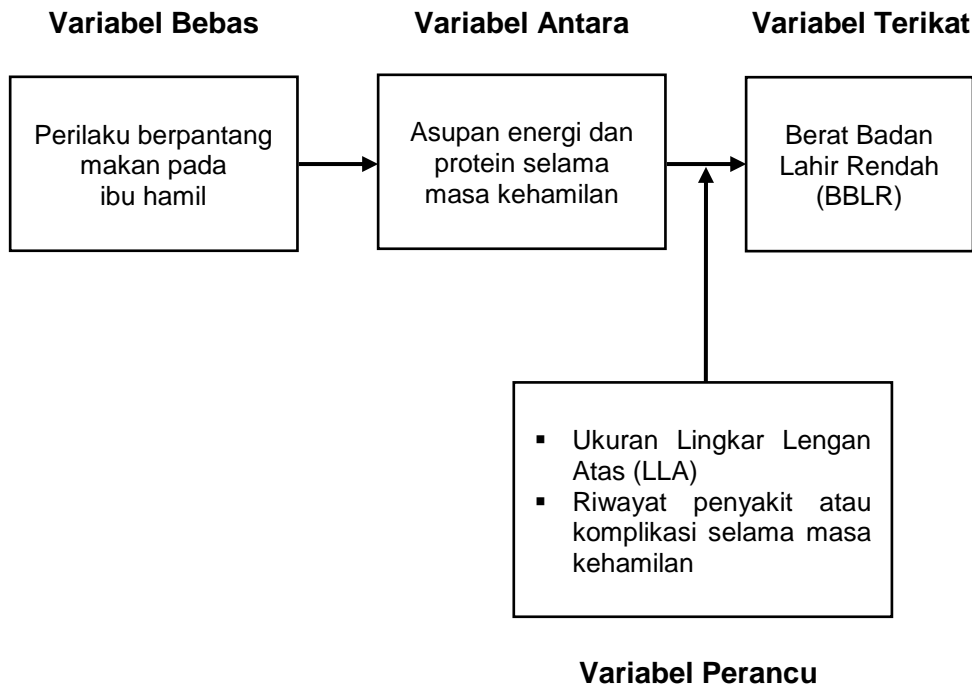 Variabel Bebas
Variabel Antara
Variabel Terikat
Perilaku berpantang
makan pada
ibu hamil
Asupan energi dan
protein selama
masa kehamilan
Berat Badan
Lahir Rendah
(BBLR)
▪ Ukuran Lingkar Lengan
Atas (LLA)
▪ Riwayat penyakit atau
komplikasi selama masa
kehamilan
Variabel Perancu